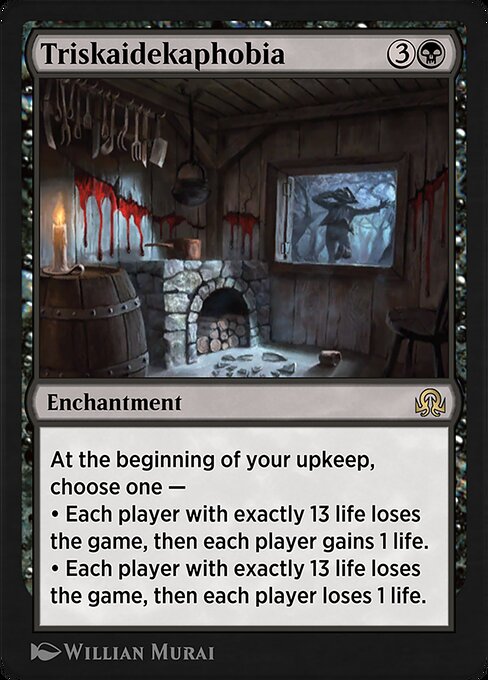 Triskaidekaphobia 3
Enchantment
At the beginning of your upkeep,
choose one —
• Each player with exactly 13 life loses
the game, then each player gains 1 life.
• Each player with exactly 13 life loses
the game, then each player loses 1 life.
Willian Murai